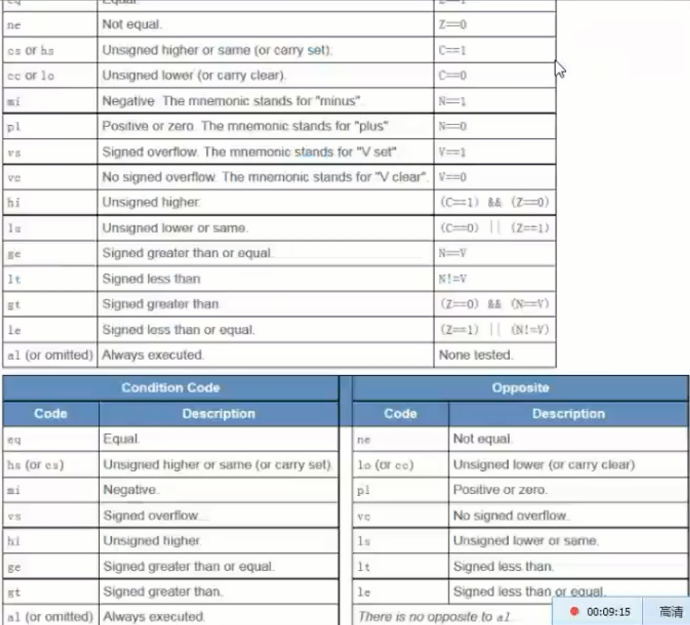 eq Equal. Z==1
ne Not equal. Z==0
cs or hs Unsigned higher or same (or carry set). C==1
cc or lo Unsigned lower (or carry clear). C==0
mi Negative. The mnemonic stands for "minus" N==1
pl Positive or zero. The mnemonic stands for "plus" N==0
vs Signed overflow. The mnemonic stands for "V set" V==1
vc No signed overflow. The mnemonic stands for "V clear". V==0
hi Unsigned higher. (C==1) && (Z==0)
ls Unsigned lower or same. (C==0) || (Z==1)
ge Signed greater than or equal. N==V
lt Signed less than. N!=V
gt Signed greater than. (Z==0) && (N==V)
le Signed less than or equal. (Z==1) || (N!=V)
al (or omitted) Always executed. None tested.
Condition Code Opposite
Code Description Code Description
eq Equal. ne Not equal.
hs (or cs) Unsigned higher or same (or carry set). lo (or cc) Unsigned lower (or carry clear)
mi Negative. pl Positive or zero.
vs Signed overflow. vc No signed overflow.
hi Unsigned higher. ls Unsigned lower or same.
ge Signed greater than or equal. lt Signed less than.
gt Signed greater than. le Signed less than or equal.
al (or omitted) Always executed. There is no opposite to al
00:09:15 高清